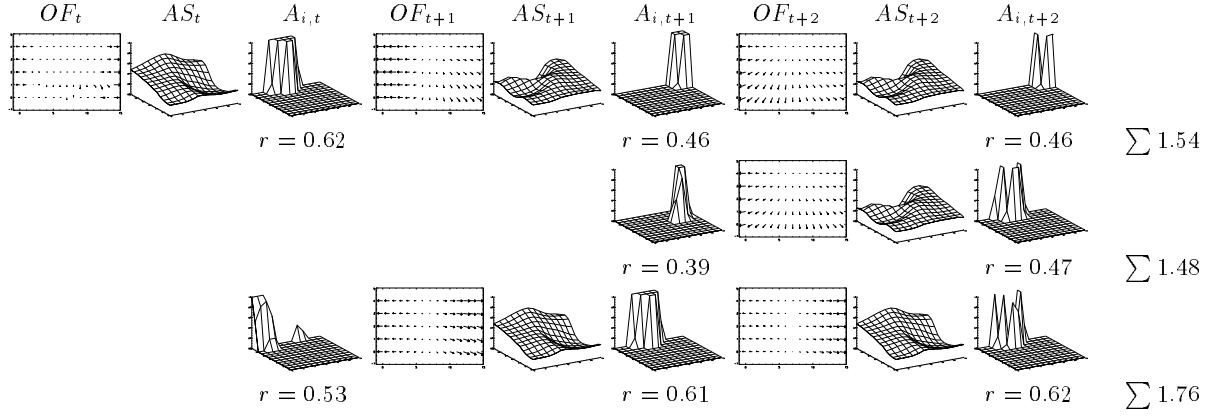 OF_t AS_t A_{i,t} OF_{t+1} AS_{t+1} A_{i,t+1} OF_{t+2} AS_{t+2} A_{i,t+2}
r = 0.62 r = 0.46 r = 0.46 ∑ 1.54
r = 0.39 r = 0.47 ∑ 1.48
r = 0.53 r = 0.61 r = 0.62 ∑ 1.76